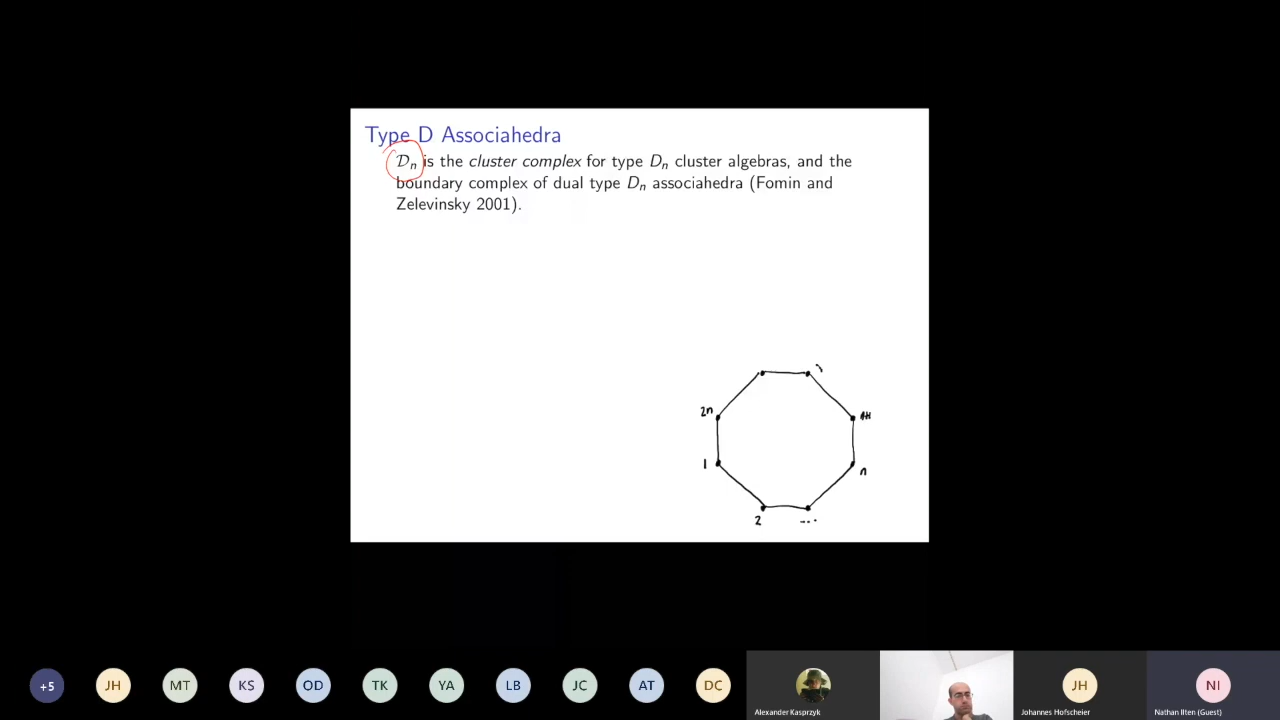 Type D Associahedra
𝒟ₙ is the cluster complex for type Dₙ cluster algebras, and the
boundary complex of dual type Dₙ associahedra (Fomin and
Zelevinsky 2001).
2n
1
n
2 ...
+5 JH MT KS OD TK YA LB JC AT DC JH NI
Alexander Kasprzyk Johannes Hofscheier Nathan Ilten (Guest)